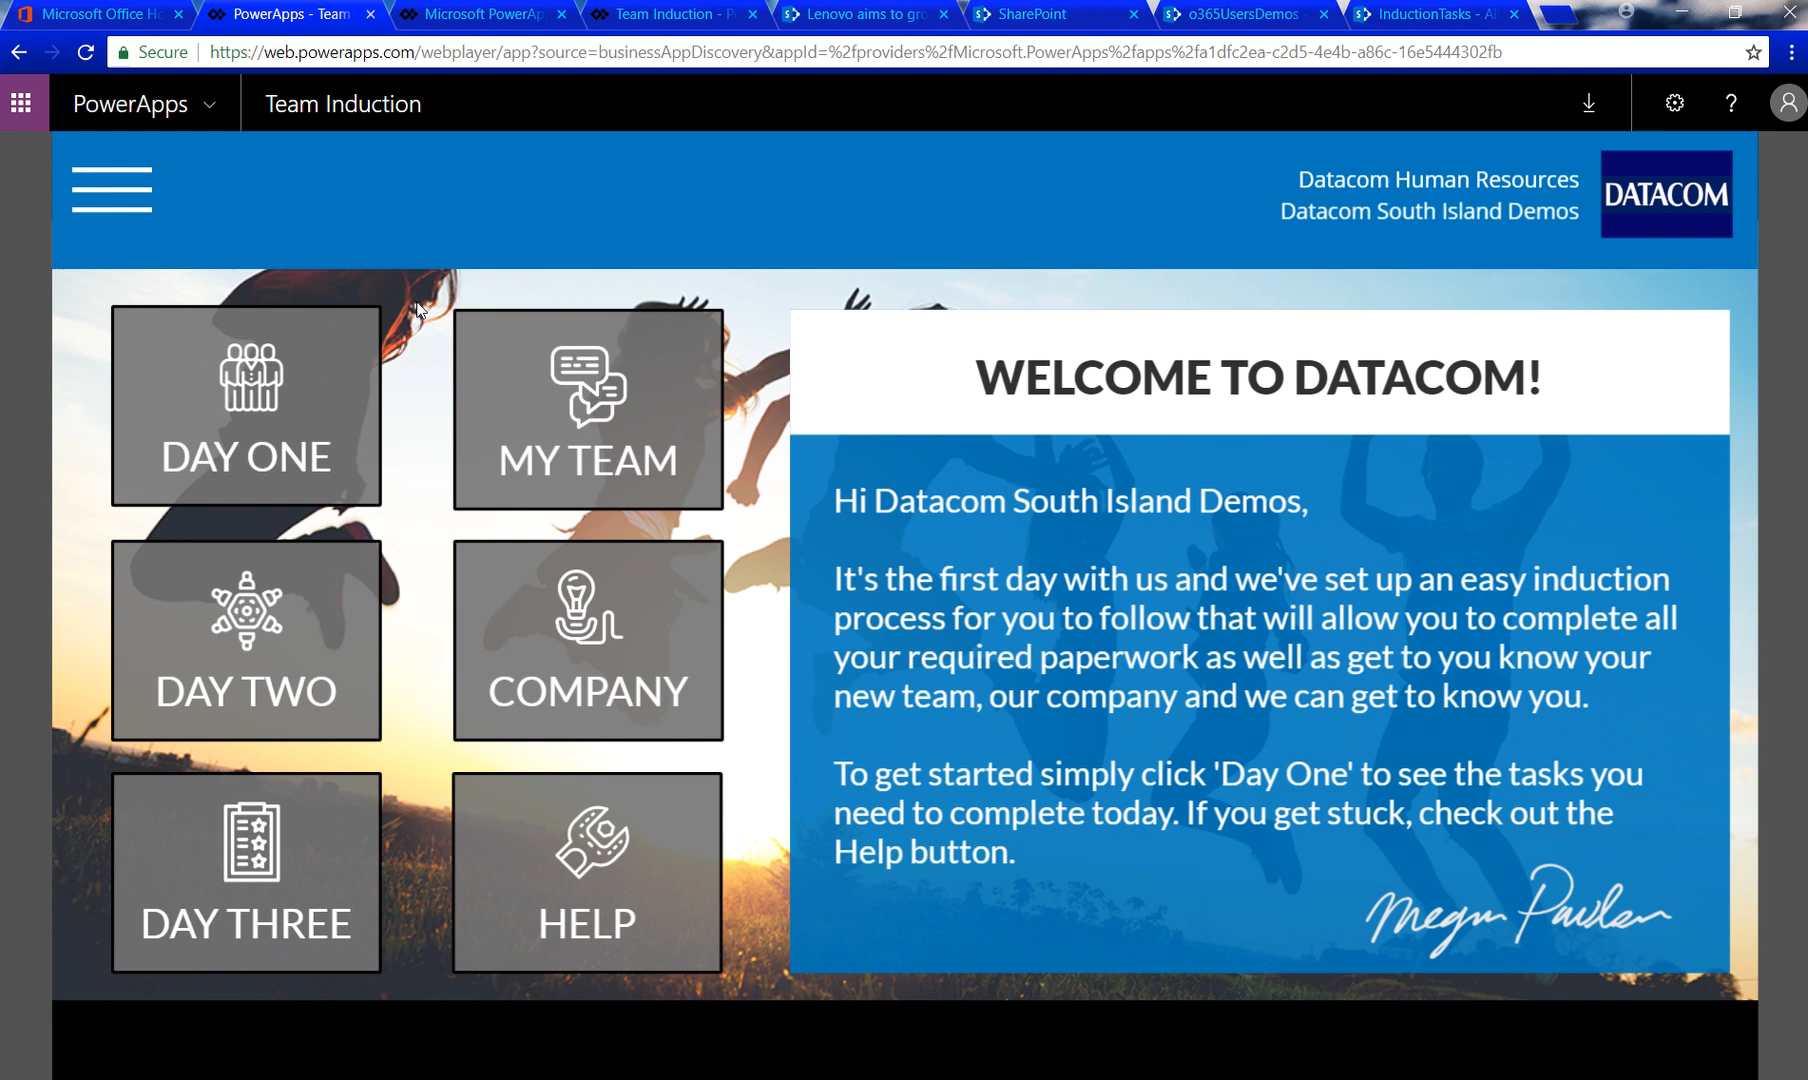 Microsoft Office Ho
PowerApps - Team
Microsoft PowerAp
Team Induction - P
Lenovo aims to gro
SharePoint
o365UsersDemos -
InductionTasks - Al
Secure
https://web.powerapps.com/webplayer/app?source=businessAppDiscovery&appId=%2fproviders%2fMicrosoft.PowerApps%2fapps%2fa1dfc2ea-c2d5-4e4b-a86c-16e5444302fb
PowerApps
Team Induction
?
Datacom Human Resources
Datacom South Island Demos
DATACOM
DAY ONE
MY TEAM
DAY TWO
COMPANY
DAY THREE
HELP
WELCOME TO DATACOM!
Hi Datacom South Island Demos,
It's the first day with us and we've set up an easy induction
process for you to follow that will allow you to complete all
your required paperwork as well as get to you know your
new team, our company and we can get to know you.
To get started simply click 'Day One' to see the tasks you
need to complete today. If you get stuck, check out the
Help button.
Megan